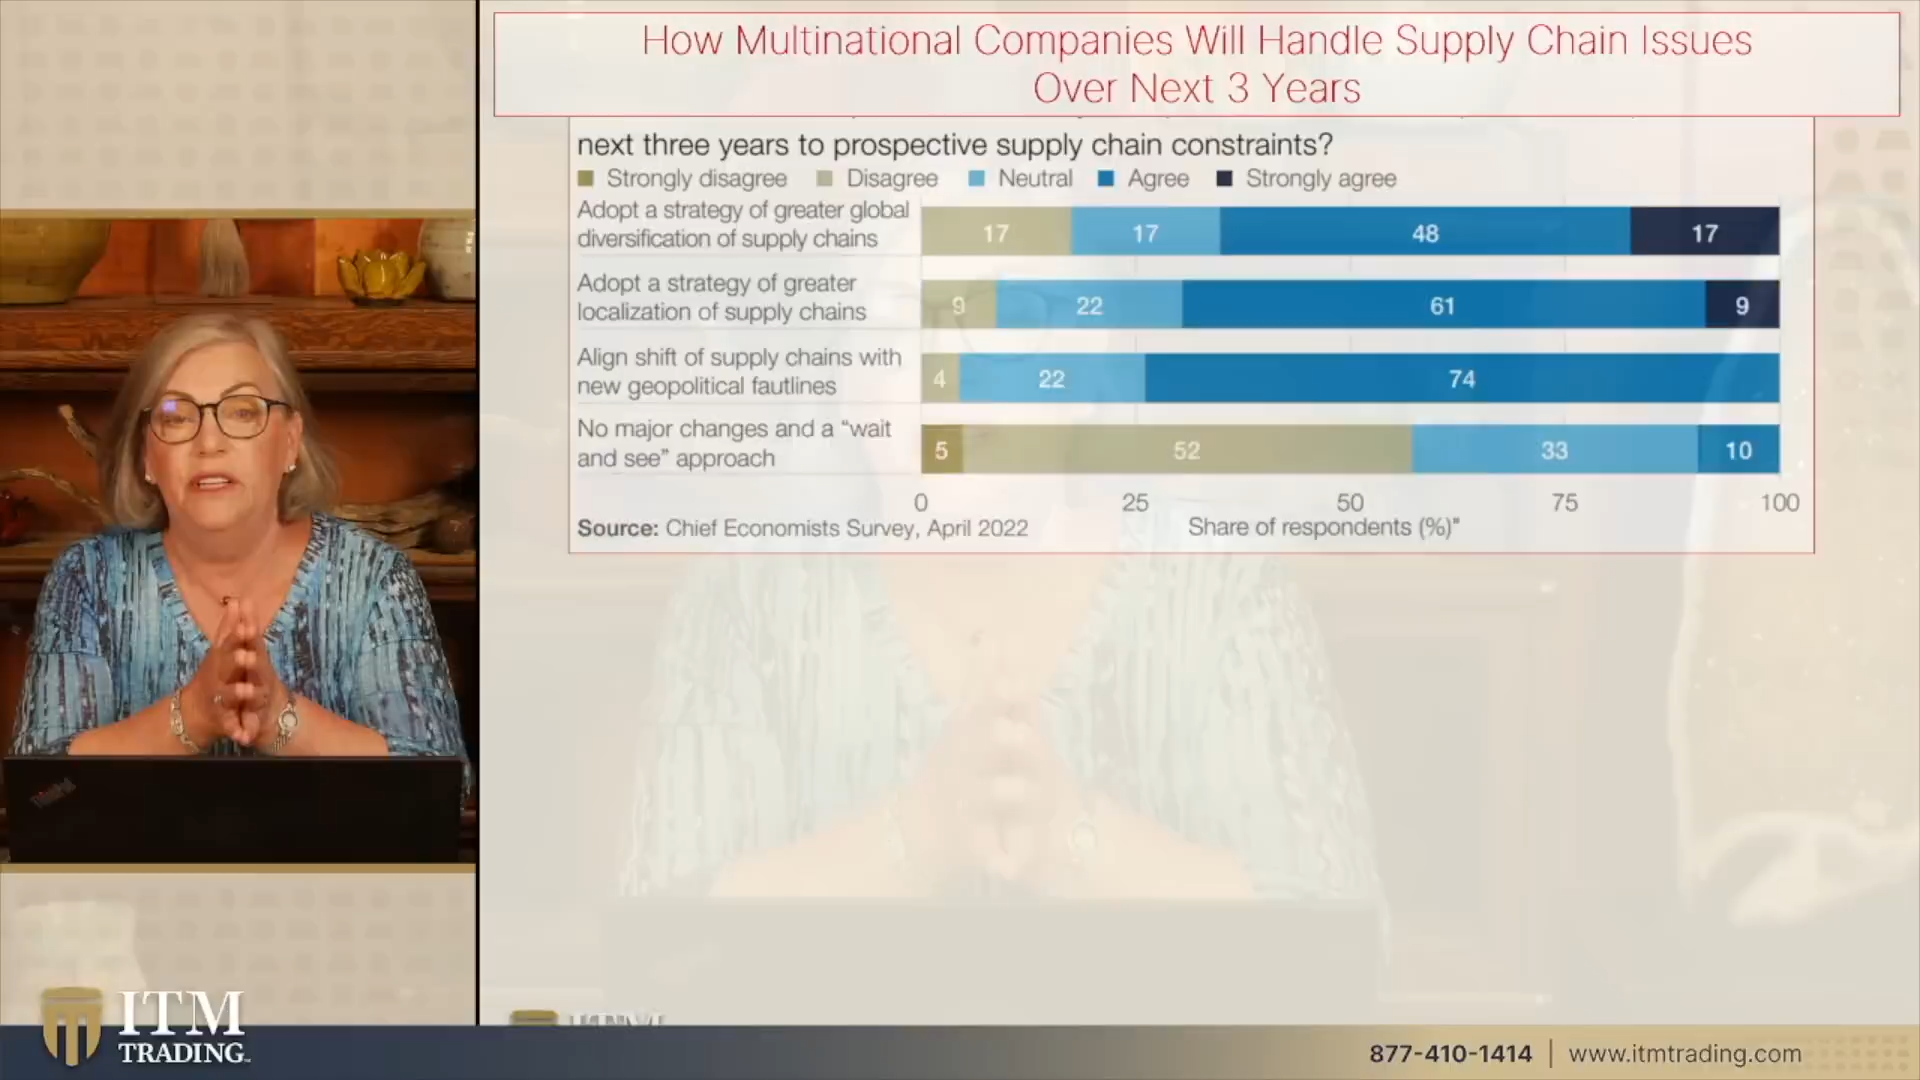 How Multinational Companies Will Handle Supply Chain Issues
Over Next 3 Years
next three years to prospective supply chain constraints?
Strongly disagree Disagree Neutral Agree Strongly agree
Adopt a strategy of greater global
diversification of supply chains
17 17 48 17
Adopt a strategy of greater
localization of supply chains
9 22 61 9
Align shift of supply chains with
new geopolitical fautlines
4 22 74
No major changes and a “wait
and see” approach
5 52 33 10
0 25 50 75 100
Source: Chief Economists Survey, April 2022
Share of respondents (%)"
ThinkPad
ITM
TRADING
877-410-1414 | www.itmtrading.com